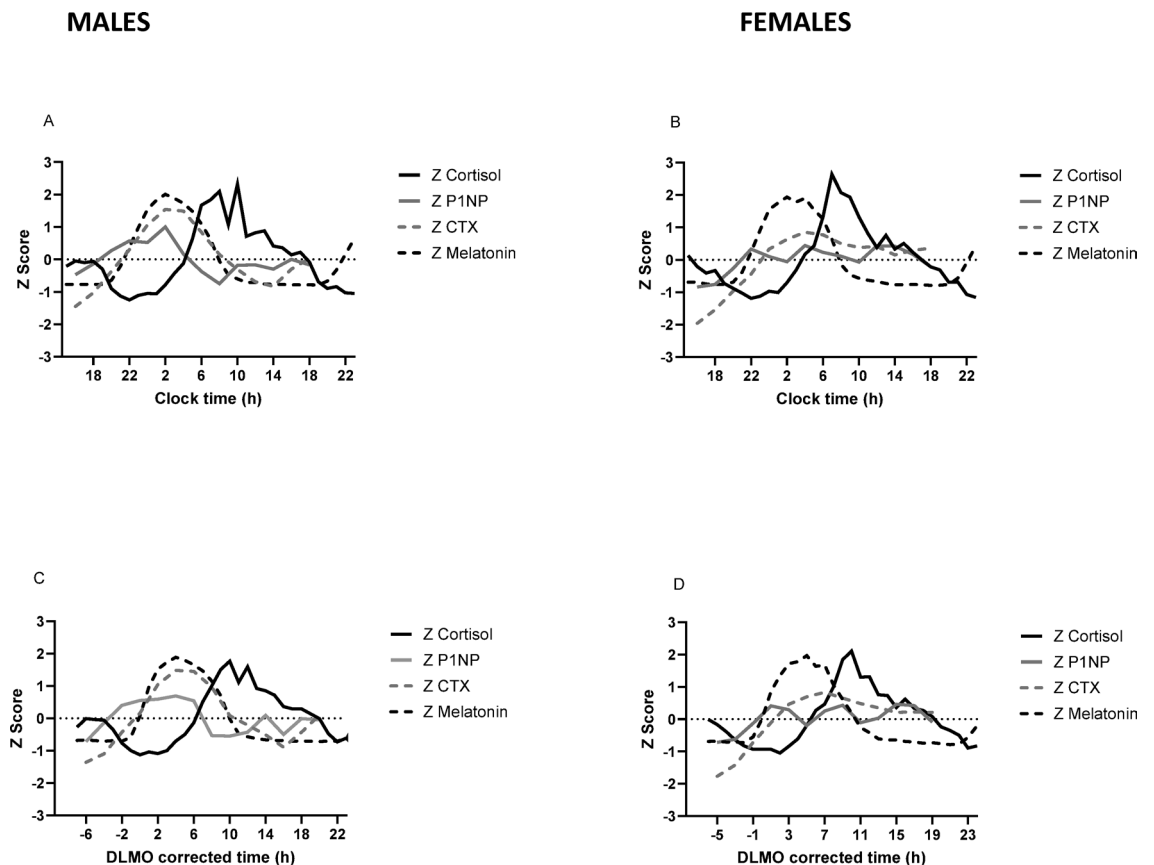 MALES
FEMALES
A
B
3
2
1
0
-1
-2
-3
Z Score
18 22 2 6 10 14 18 22
Clock time (h)
Z Cortisol
Z P1NP
Z CTX
Z Melatonin
3
2
1
0
-1
-2
-3
Z Score
18 22 2 6 10 14 18 22
Clock time (h)
Z Cortisol
Z P1NP
Z CTX
Z Melatonin
C
D
3
2
1
0
-1
-2
-3
Z Score
-6 -2 2 6 10 14 18 22
DLMO corrected time (h)
Z Cortisol
Z P1NP
Z CTX
Z Melatonin
3
2
1
0
-1
-2
-3
Z Score
-5 -1 3 7 11 15 19 23
DLMO corrected time (h)
Z Cortisol
Z P1NP
Z CTX
Z Melatonin